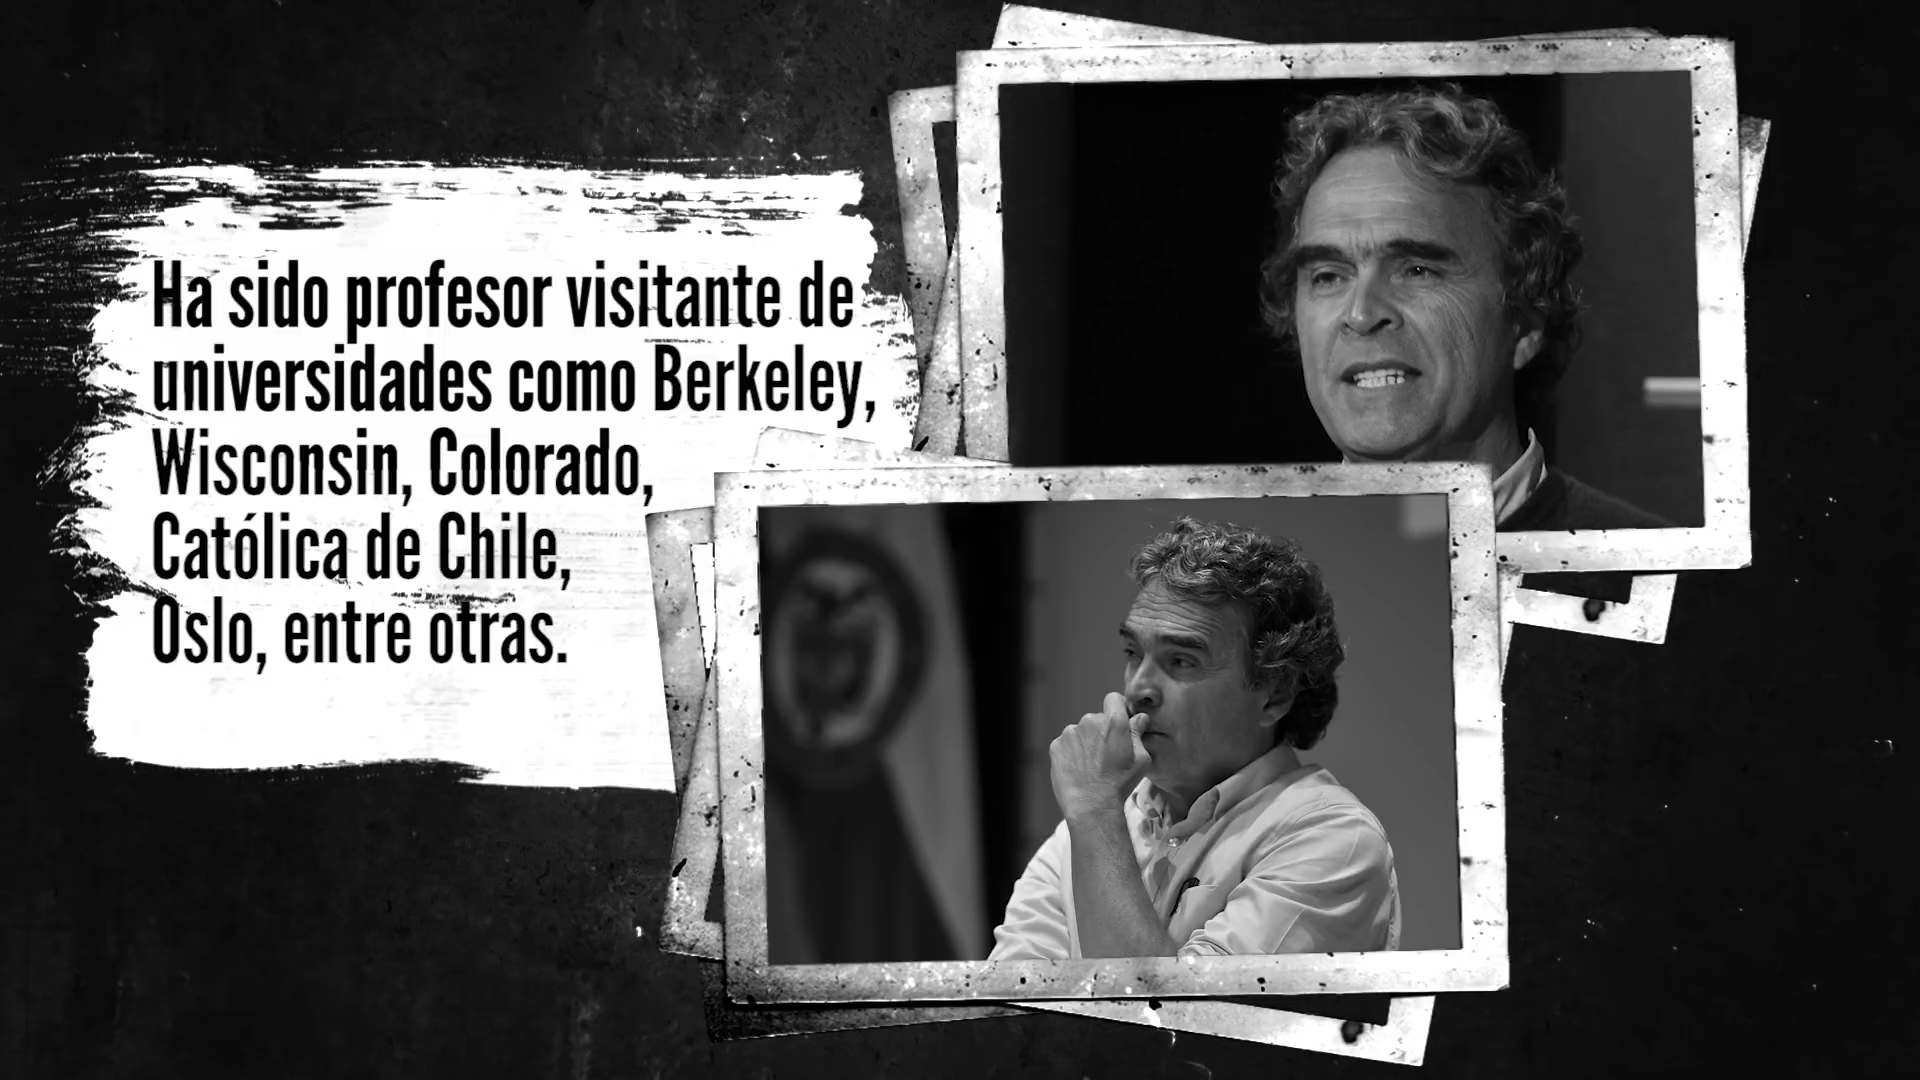 Ha sido profesor visitante de
universidades como Berkeley,
Wisconsin, Colorado,
Católica de Chile,
Oslo, entre otras.